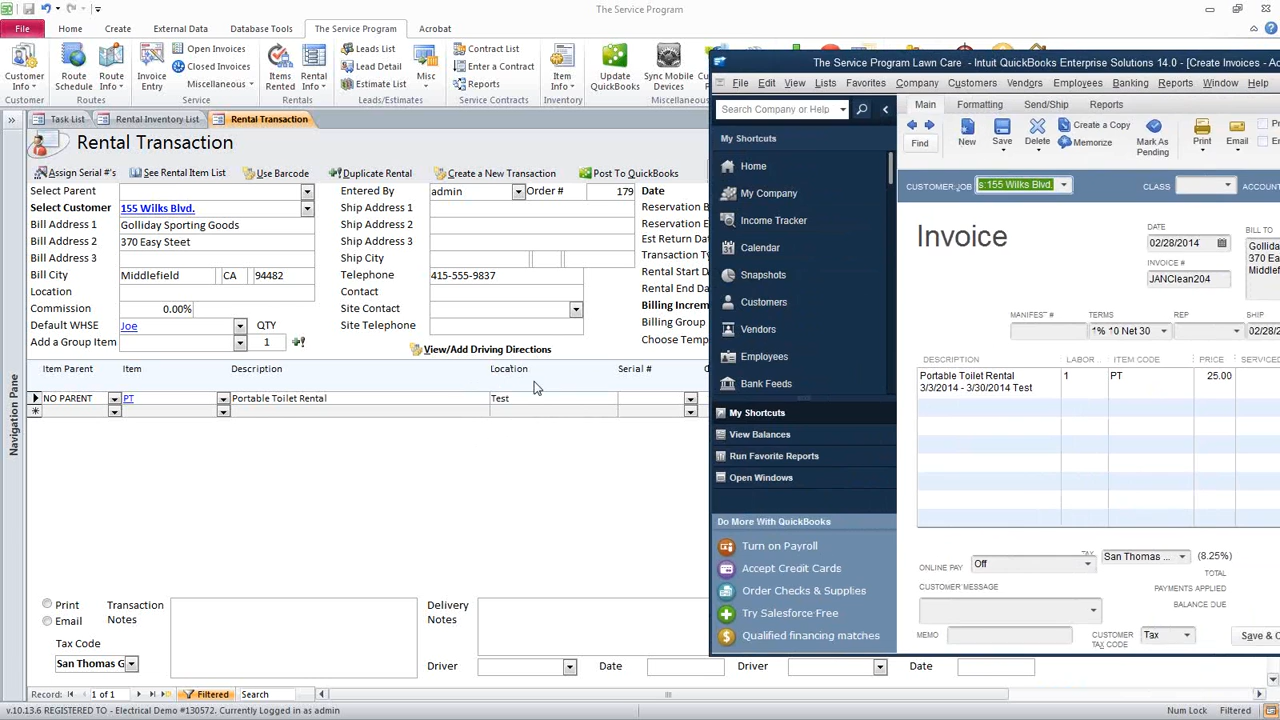 The Service Program
File Home Create External Data Database Tools The Service Program Acrobat
Customer Info Route Schedule Route Info Invoice Entry Open Invoices Closed Invoices Miscellaneous Items Rented Rental Info Leads List Lead Detail Estimate List Misc Contract List Enter a Contract Reports Item Info Update QuickBooks Sync Mobile Devices
Customer Routes Service Rentals Leads/Estimates Service Contracts Inventory Miscellaneous
Tivity List Rental Inventory List Rental Transaction
Rental Transaction
Assign Serial #'s See Rental Item List Use Barcode Duplicate Rental Create a New Transaction Post To QuickBooks
Select Parent Entered By admin Order # 179 Date
Select Customer 155 Wilks Blvd. Ship Address 1 Reservation B
Bill Address 1 Golliday Sporting Goods Ship Address 2 Reservation E
Bill Address 2 370 Easy Steet Ship Address 3 Est Return Da
Bill Address 3 Ship City Transaction Ty
Bill City Middlefield CA 94482 Telephone 415-555-9837 Rental Start D
Location Contact Rental End Da
Commission 0.00% Site Contact Billing Increm
Default WHSE Joe QTY Site Telephone Billing Group
Add a Group Item 1 Choose Temp
View/Add Driving Directions
Item Parent Item Description Location Serial #
NO PARENT PT Portable Toilet Rental Test
Navigation Pane
Print Transaction Notes Delivery Notes
Email
Tax Code
San Thomas G
Driver Date Driver Date
Record: 1 of 1 Filtered Search
v.10.13.6 REGISTERED TO - Electrical Demo #130572. Currently Logged in as admin Num Lock Filtered
The Service Program Lawn Care - Intuit QuickBooks Enterprise Solutions 14.0 - [Create Invoices - Ac
File Edit View Lists Favorites Company Customers Vendors Employees Banking Reports Window Help
Search Company or Help
My Shortcuts
Home
My Company
Income Tracker
Calendar
Snapshots
Customers
Vendors
Employees
Bank Feeds
My Shortcuts
View Balances
Run Favorite Reports
Open Windows
Do More With QuickBooks
Turn on Payroll
Accept Credit Cards
Order Checks & Supplies
Try Salesforce Free
Qualified financing matches
Main Formatting Send/Ship Reports
Find New Save Delete Create a Copy Memorize Mark As Pending Print Email
CUSTOMER:JOB s:155 Wilks Blvd. CLASS ACCOUNT
Invoice
DATE BILL TO
02/28/2014 Gollida
INVOICE # 370 Ea
JANClean204 Middle
MANIFEST # TERMS REP SHIP
1% 10 Net 30 02/28/
DESCRIPTION LABOR ... ITEM CODE PRICE SERVICED
Portable Toilet Rental 1 PT 25.00
3/3/2014 - 3/30/2014 Test
ONLINE PAY Off TAX San Thomas ... (8.25%)
TOTAL
CUSTOMER MESSAGE PAYMENTS APPLIED
BALANCE DUE
MEMO CUSTOMER TAX CODE Tax Save & C